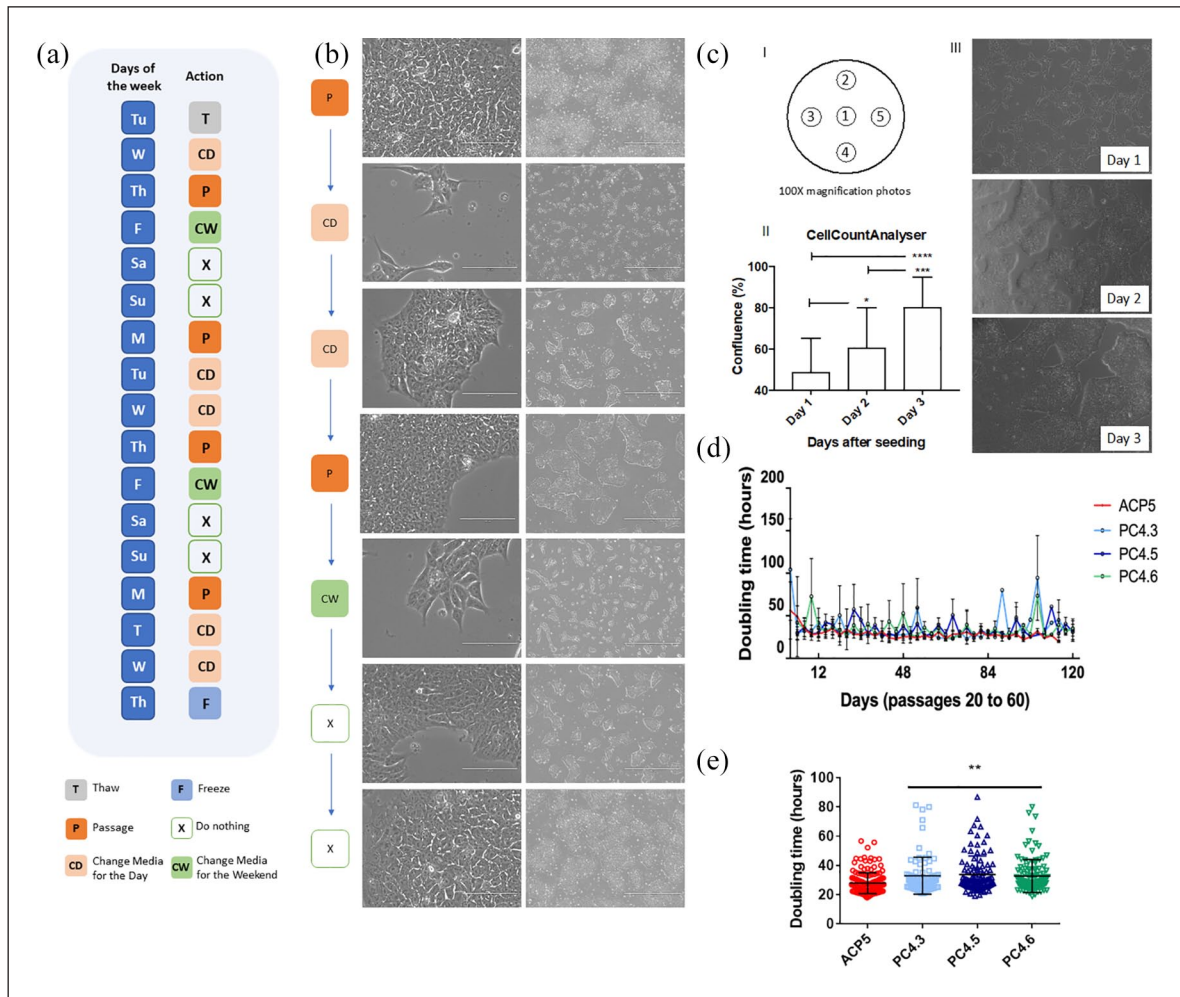 (a)
Days of
the week
Action
Tu
T
W
CD
Th
P
F
CW
Sa
X
Su
X
M
P
Tu
CD
W
CD
Th
P
F
CW
Sa
X
Su
X
M
P
T
CD
W
CD
Th
F
T Thaw
F Freeze
P Passage
X Do nothing
CD Change Media
for the Day
CW Change Media
for the Weekend
(b)
P
CD
CD
P
CW
X
X
(c)
I
2
3
1
5
4
100X magnification photos
II
CellCountAnalyser
****
***
*
Confluence (%)
100
80
60
40
Day 1
Day 2
Day 3
Days after seeding
III
Day 1
Day 2
Day 3
(d)
Doubling time (hours)
200
150
100
50
0
12
48
84
120
Days (passages 20 to 60)
ACP5
PC4.3
PC4.5
PC4.6
(e)
**
Doubling time (hours)
100
80
60
40
20
0
ACP5
PC4.3
PC4.5
PC4.6